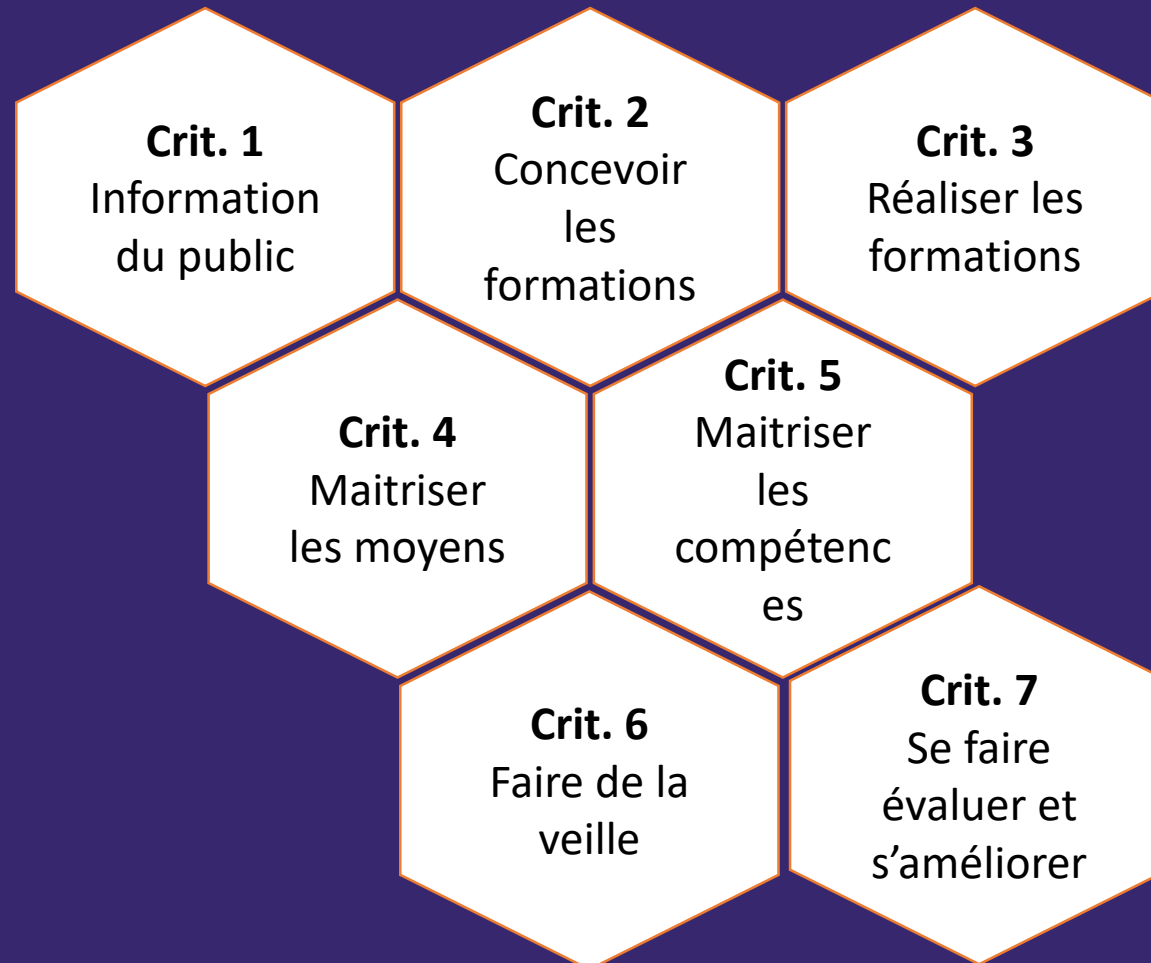 Crit. 1
Information
du public
Crit. 2
Concevoir
les
formations
Crit. 3
Réaliser les
formations
Crit. 4
Maitriser
les moyens
Crit. 5
Maitriser
les
compétenc
es
Crit. 6
Faire de la
veille
Crit. 7
Se faire
évaluer et
s’améliorer